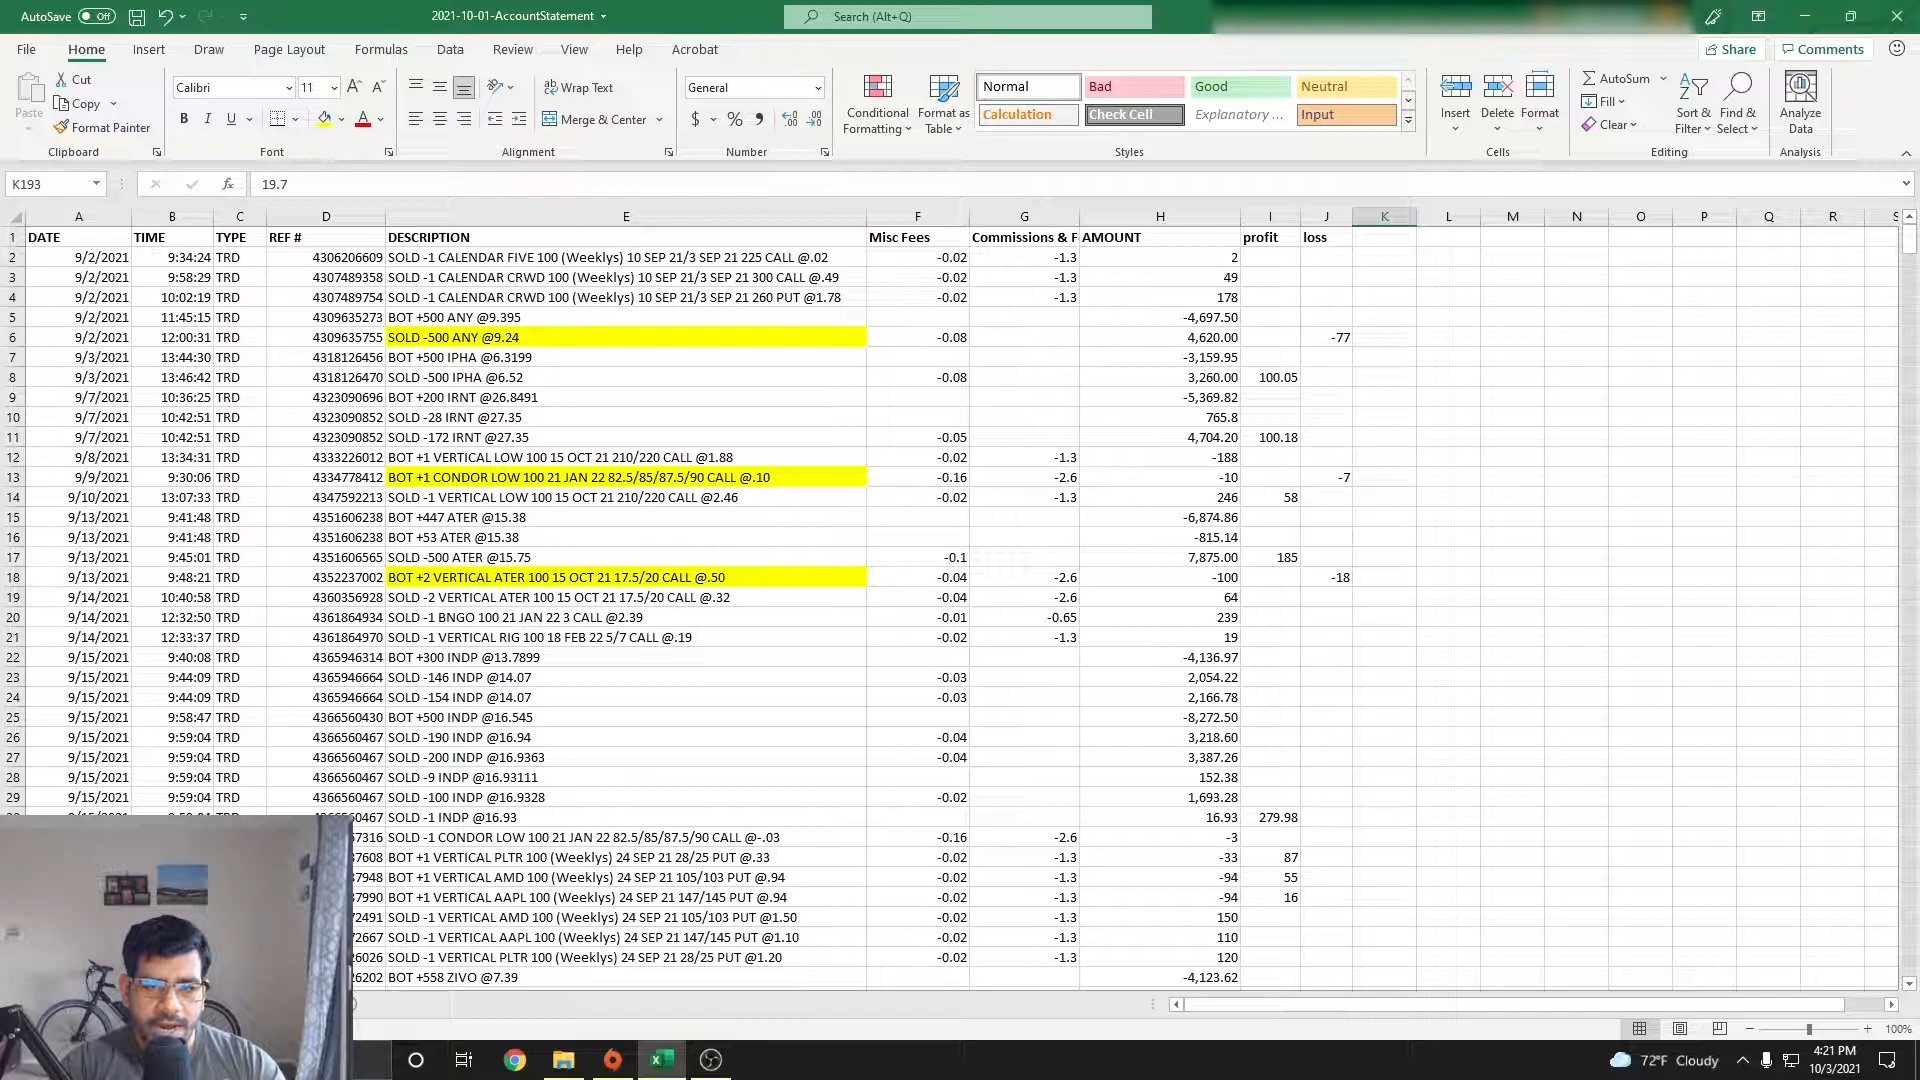 AutoSave Off 2021-10-01-AccountStatement Search (Alt+Q)
File Home Insert Draw Page Layout Formulas Data Review View Help Acrobat Share Comments
Paste Cut Copy Format Painter Clipboard
Calibri 11 B I U A Font
Wrap Text Merge & Center Alignment
General $ % Number
Conditional Formatting Format as Table
Normal Bad Good Neutral
Calculation Check Cell Explanatory ... Input
Styles
Insert Delete Format Cells
AutoSum Fill Clear Sort & Filter Find & Select Editing
Analyze Data Analysis
K193 fx 19.7
A B C D E F G H I J K L M N O P Q R S
1 DATE TIME TYPE REF # DESCRIPTION Misc Fees Commissions & F AMOUNT profit loss
2 9/2/2021 9:34:24 TRD 4306206609 SOLD -1 CALENDAR FIVE 100 (Weeklys) 10 SEP 21/3 SEP 21 225 CALL @.02 -0.02 -1.3 2
3 9/2/2021 9:58:29 TRD 4307489358 SOLD -1 CALENDAR CRWD 100 (Weeklys) 10 SEP 21/3 SEP 21 300 CALL @.49 -0.02 -1.3 49
4 9/2/2021 10:02:19 TRD 4307489754 SOLD -1 CALENDAR CRWD 100 (Weeklys) 10 SEP 21/3 SEP 21 260 PUT @1.78 -0.02 -1.3 178
5 9/2/2021 11:45:15 TRD 4309635273 BOT +500 ANY @9.395 -4,697.50
6 9/2/2021 12:00:31 TRD 4309635755 SOLD -500 ANY @9.24 -0.08 4,620.00 -77
7 9/3/2021 13:44:30 TRD 4318126456 BOT +500 IPHA @6.3199 -3,159.95
8 9/3/2021 13:46:42 TRD 4318126470 SOLD -500 IPHA @6.52 -0.08 3,260.00 100.05
9 9/7/2021 10:36:25 TRD 4323090696 BOT +200 IRNT @26.8491 -5,369.82
10 9/7/2021 10:42:51 TRD 4323090852 SOLD -28 IRNT @27.35 765.8
11 9/7/2021 10:42:51 TRD 4323090852 SOLD -172 IRNT @27.35 -0.05 4,704.20 100.18
12 9/8/2021 13:34:31 TRD 4333226012 BOT +1 VERTICAL LOW 100 15 OCT 21 210/220 CALL @1.88 -0.02 -1.3 -188
13 9/9/2021 9:30:06 TRD 4334778412 BOT +1 CONDOR LOW 100 21 JAN 22 82.5/85/87.5/90 CALL @.10 -0.16 -2.6 -10 -7
14 9/10/2021 13:07:33 TRD 4347592213 SOLD -1 VERTICAL LOW 100 15 OCT 21 210/220 CALL @2.46 -0.02 -1.3 246 58
15 9/13/2021 9:41:48 TRD 4351606238 BOT +447 ATER @15.38 -6,874.86
16 9/13/2021 9:41:48 TRD 4351606238 BOT +53 ATER @15.38 -815.14
17 9/13/2021 9:45:01 TRD 4351606565 SOLD -500 ATER @15.75 -0.1 7,875.00 185
18 9/13/2021 9:48:21 TRD 4352237002 BOT +2 VERTICAL ATER 100 15 OCT 21 17.5/20 CALL @.50 -0.04 -2.6 -100 -18
19 9/14/2021 10:40:58 TRD 4360356928 SOLD -2 VERTICAL ATER 100 15 OCT 21 17.5/20 CALL @.32 -0.04 -2.6 64
20 9/14/2021 12:32:50 TRD 4361864934 SOLD -1 BNGO 100 21 JAN 22 3 CALL @2.39 -0.01 -0.65 239
21 9/14/2021 12:33:37 TRD 4361864970 SOLD -1 VERTICAL RIG 100 18 FEB 22 5/7 CALL @.19 -0.02 -1.3 19
22 9/15/2021 9:40:08 TRD 4365946314 BOT +300 INDP @13.7899 -4,136.97
23 9/15/2021 9:44:09 TRD 4365946664 SOLD -146 INDP @14.07 -0.03 2,054.22
24 9/15/2021 9:44:09 TRD 4365946664 SOLD -154 INDP @14.07 -0.03 2,166.78
25 9/15/2021 9:58:47 TRD 4366560430 BOT +500 INDP @16.545 -8,272.50
26 9/15/2021 9:59:04 TRD 4366560467 SOLD -190 INDP @16.94 -0.04 3,218.60
27 9/15/2021 9:59:04 TRD 4366560467 SOLD -200 INDP @16.9363 -0.04 3,387.26
28 9/15/2021 9:59:04 TRD 4366560467 SOLD -9 INDP @16.93111 152.38
29 9/15/2021 9:59:04 TRD 4366560467 SOLD -100 INDP @16.9328 -0.02 1,693.28
SOLD -1 INDP @16.93 16.93 279.98
SOLD -1 CONDOR LOW 100 21 JAN 22 82.5/85/87.5/90 CALL @-.03 -0.16 -2.6 -3
BOT +1 VERTICAL PLTR 100 (Weeklys) 24 SEP 21 28/25 PUT @.33 -0.02 -1.3 -33 87
BOT +1 VERTICAL AMD 100 (Weeklys) 24 SEP 21 105/103 PUT @.94 -0.02 -1.3 -94 55
BOT +1 VERTICAL AAPL 100 (Weeklys) 24 SEP 21 147/145 PUT @.94 -0.02 -1.3 -94 16
SOLD -1 VERTICAL AMD 100 (Weeklys) 24 SEP 21 105/103 PUT @1.50 -0.02 -1.3 150
SOLD -1 VERTICAL AAPL 100 (Weeklys) 24 SEP 21 147/145 PUT @1.10 -0.02 -1.3 110
SOLD -1 VERTICAL PLTR 100 (Weeklys) 24 SEP 21 28/25 PUT @1.20 -0.02 -1.3 120
BOT +558 ZIVO @7.39 -4,123.62
100%
72°F Cloudy 4:21 PM
10/3/2021